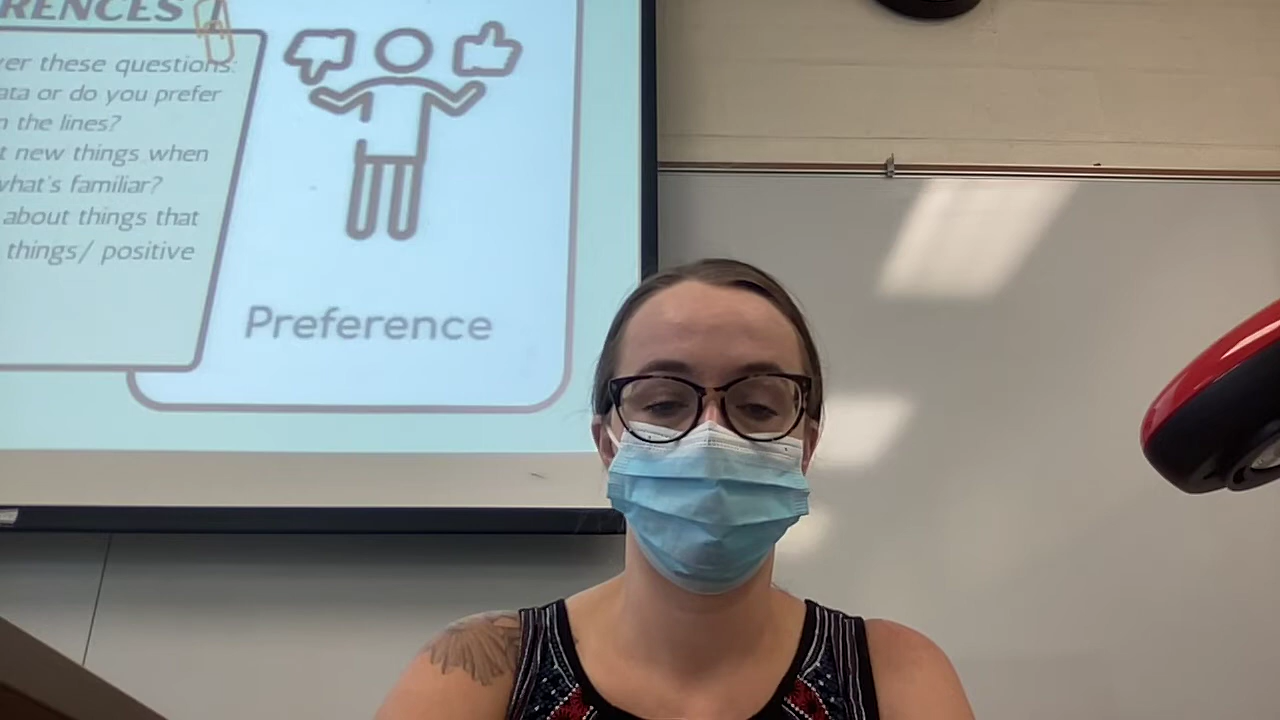 RENCES
ver these questions:
ata or do you prefer
n the lines?
t new things when
what's familiar?
about things that
things/ positive
Preference